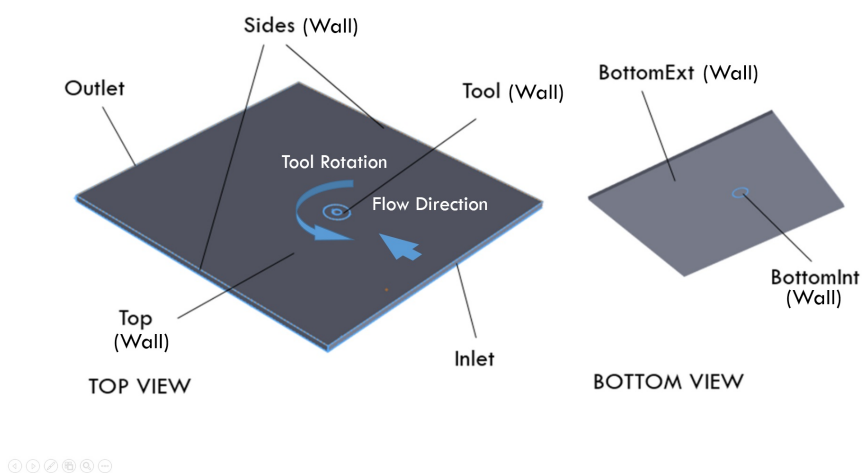 Sides (Wall)
Outlet
Tool (Wall)
BottomExt (Wall)
Tool Rotation
Flow Direction
BottomInt
(Wall)
Top
(Wall)
Inlet
TOP VIEW
BOTTOM VIEW